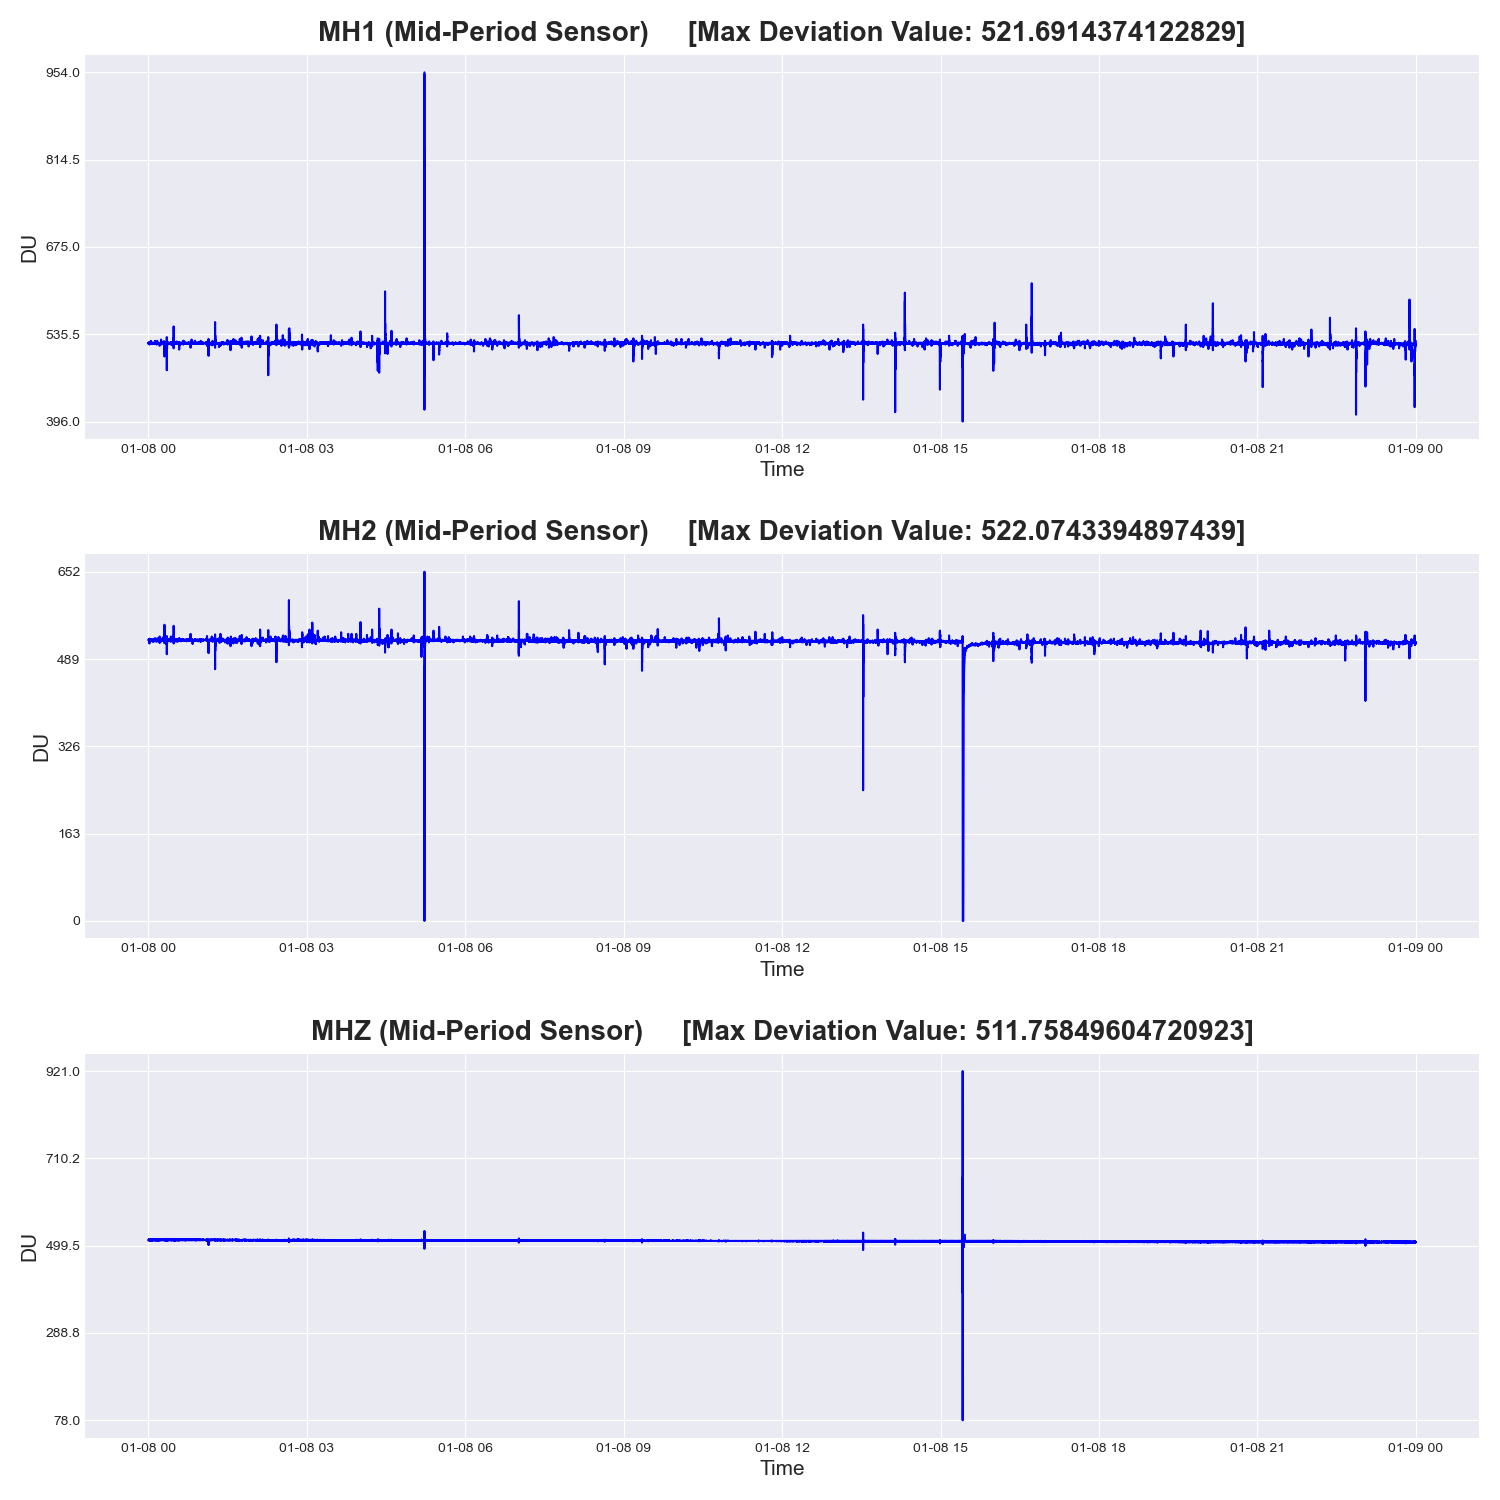 MH1 (Mid-Period Sensor) [Max Deviation Value: 521.6914374122829]
954.0
814.5
675.0
535.5
396.0
DU
01-08 00 01-08 03 01-08 06 01-08 09 01-08 12 01-08 15 01-08 18 01-08 21 01-09 00
Time
MH2 (Mid-Period Sensor) [Max Deviation Value: 522.0743394897439]
652
489
326
163
0
DU
01-08 00 01-08 03 01-08 06 01-08 09 01-08 12 01-08 15 01-08 18 01-08 21 01-09 00
Time
MHZ (Mid-Period Sensor) [Max Deviation Value: 511.75849604720923]
921.0
710.2
499.5
288.8
78.0
DU
01-08 00 01-08 03 01-08 06 01-08 09 01-08 12 01-08 15 01-08 18 01-08 21 01-09 00
Time